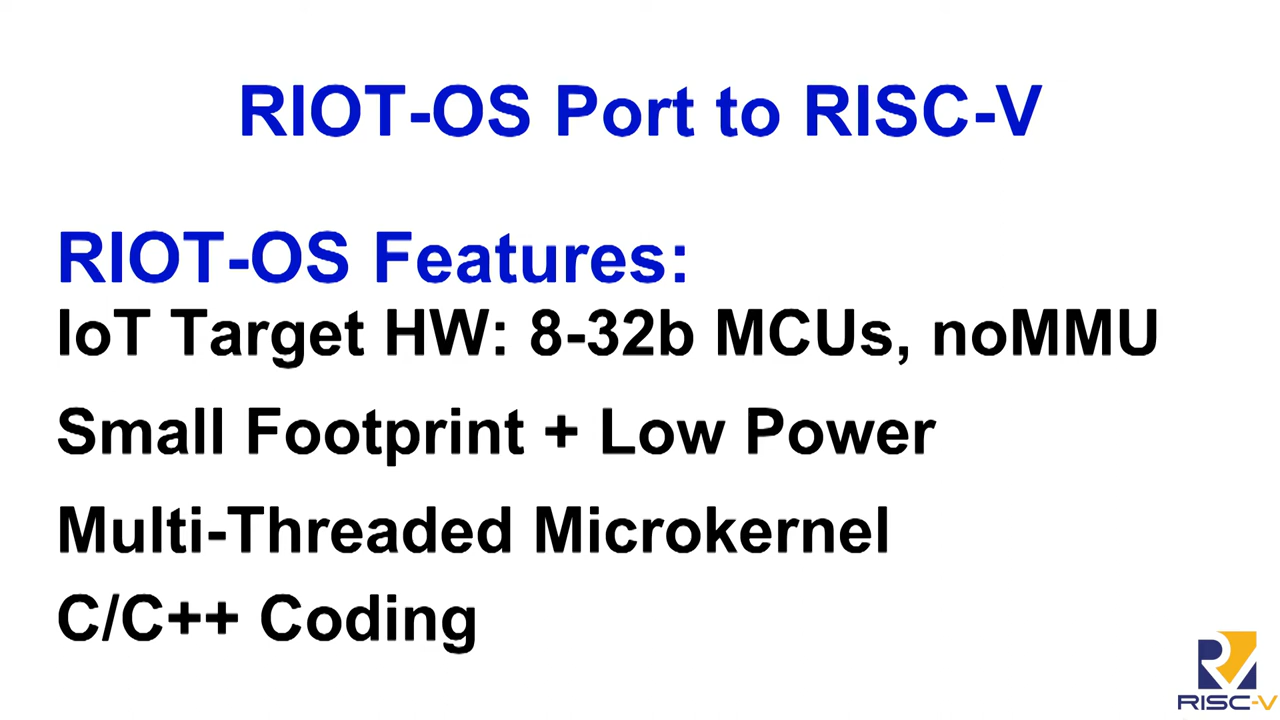 RIOT-OS Port to RISC-V
RIOT-OS Features:
IoT Target HW: 8-32b MCUs, noMMU
Small Footprint + Low Power
Multi-Threaded Microkernel
C/C++ Coding
RISC-V